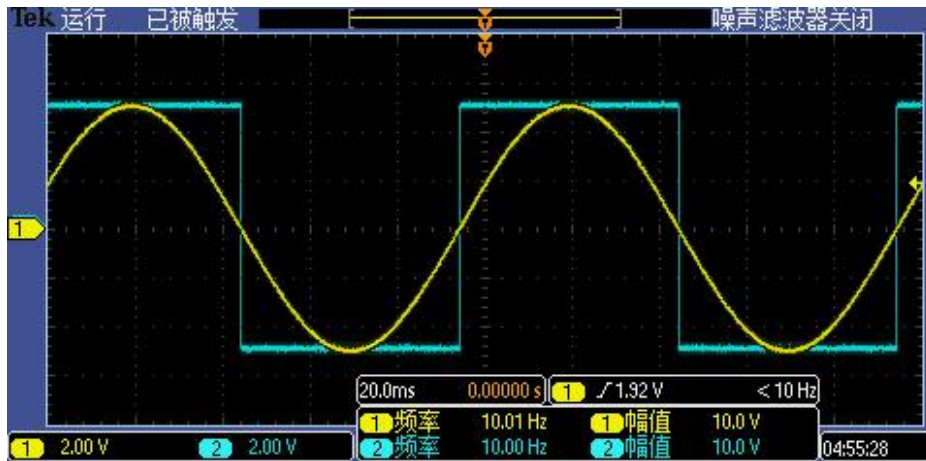 Tek 运行 已被触发 噪声滤波器关闭
T
T
1
20.0ms 0.00000 s 1 1.92 V < 10 Hz
1 频率 10.01 Hz 1 幅值 10.0 V
2 频率 10.00 Hz 2 幅值 10.0 V
1 2.00 V 2 2.00 V 04:55:28